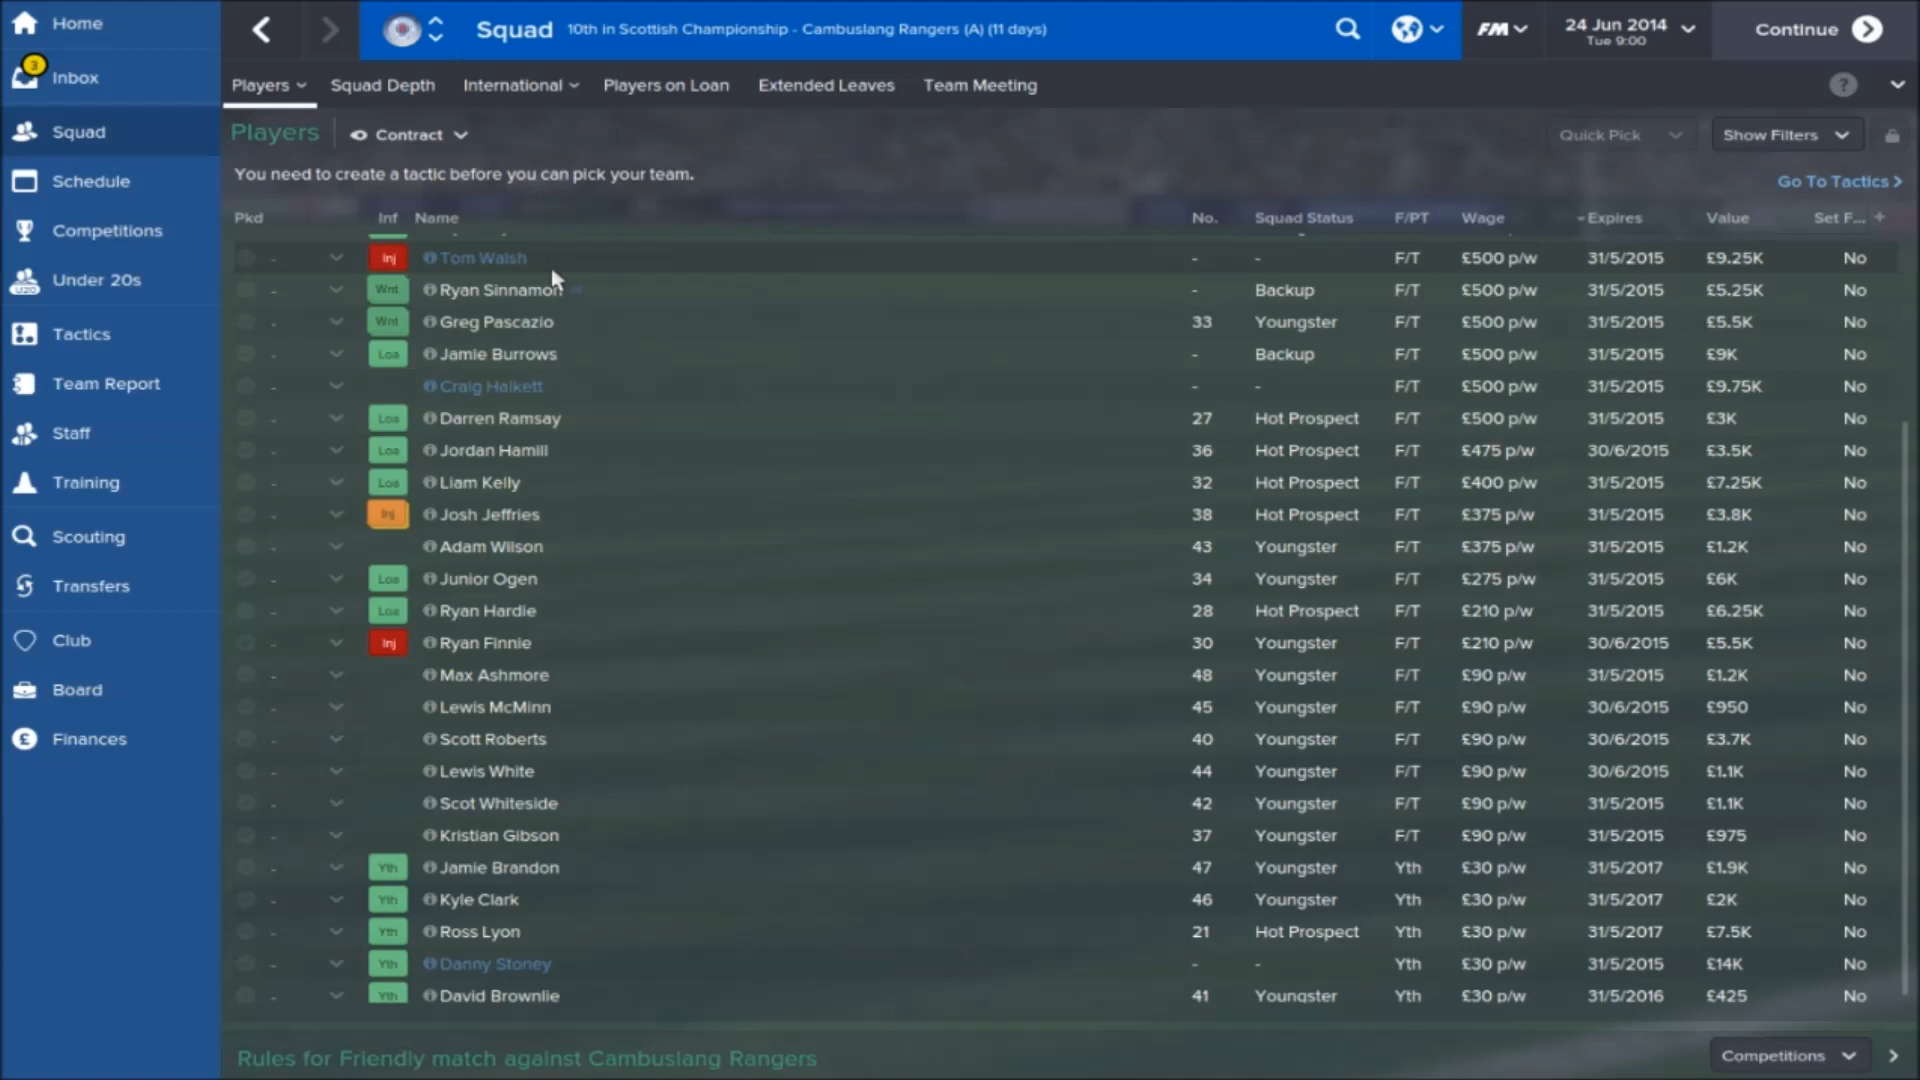 Home
Squad 10th in Scottish Championship - Cambuslang Rangers (A) (11 days)
FM
24 Jun 2014
Tue 9:00
Continue
3
Inbox
Players Squad Depth International Players on Loan Extended Leaves Team Meeting ?
Squad
Players Contract Quick Pick Show Filters
You need to create a tactic before you can pick your team.
Go To Tactics >
Schedule
Competitions
Under 20s
Tactics
Team Report
Staff
Training
Scouting
Transfers
Club
Board
Finances
Pkd Inf Name No. Squad Status F/PT Wage Expires Value Set F... +
- Inj Tom Walsh - - F/T £500 p/w 31/5/2015 £9.25K No
- Wnt Ryan Sinnamon - Backup F/T £500 p/w 31/5/2015 £5.25K No
- Wnt Greg Pascazio 33 Youngster F/T £500 p/w 31/5/2015 £5.5K No
- Loa Jamie Burrows - Backup F/T £500 p/w 31/5/2015 £9K No
- Craig Halkett - - F/T £500 p/w 31/5/2015 £9.75K No
- Loa Darren Ramsay 27 Hot Prospect F/T £500 p/w 31/5/2015 £3K No
- Loa Jordan Hamill 36 Hot Prospect F/T £475 p/w 30/6/2015 £3.5K No
- Loa Liam Kelly 32 Hot Prospect F/T £400 p/w 31/5/2015 £7.25K No
- Inj Josh Jeffries 38 Hot Prospect F/T £375 p/w 31/5/2015 £3.8K No
- Adam Wilson 43 Youngster F/T £375 p/w 31/5/2015 £1.2K No
- Loa Junior Ogen 34 Youngster F/T £275 p/w 31/5/2015 £6K No
- Loa Ryan Hardie 28 Hot Prospect F/T £210 p/w 31/5/2015 £6.25K No
- Inj Ryan Finnie 30 Youngster F/T £210 p/w 30/6/2015 £5.5K No
- Max Ashmore 48 Youngster F/T £90 p/w 31/5/2015 £1.2K No
- Lewis McMinn 45 Youngster F/T £90 p/w 30/6/2015 £950 No
- Scott Roberts 40 Youngster F/T £90 p/w 30/6/2015 £3.7K No
- Lewis White 44 Youngster F/T £90 p/w 30/6/2015 £1.1K No
- Scot Whiteside 42 Youngster F/T £90 p/w 31/5/2015 £1.1K No
- Kristian Gibson 37 Youngster F/T £90 p/w 31/5/2015 £975 No
- Yth Jamie Brandon 47 Youngster Yth £30 p/w 31/5/2017 £1.9K No
- Yth Kyle Clark 46 Youngster Yth £30 p/w 31/5/2017 £2K No
- Yth Ross Lyon 21 Hot Prospect Yth £30 p/w 31/5/2017 £7.5K No
- Yth Danny Stoney - - Yth £30 p/w 31/5/2015 £14K No
- Yth David Brownlie 41 Youngster Yth £30 p/w 31/5/2016 £425 No
Rules for Friendly match against Cambuslang Rangers
Competitions